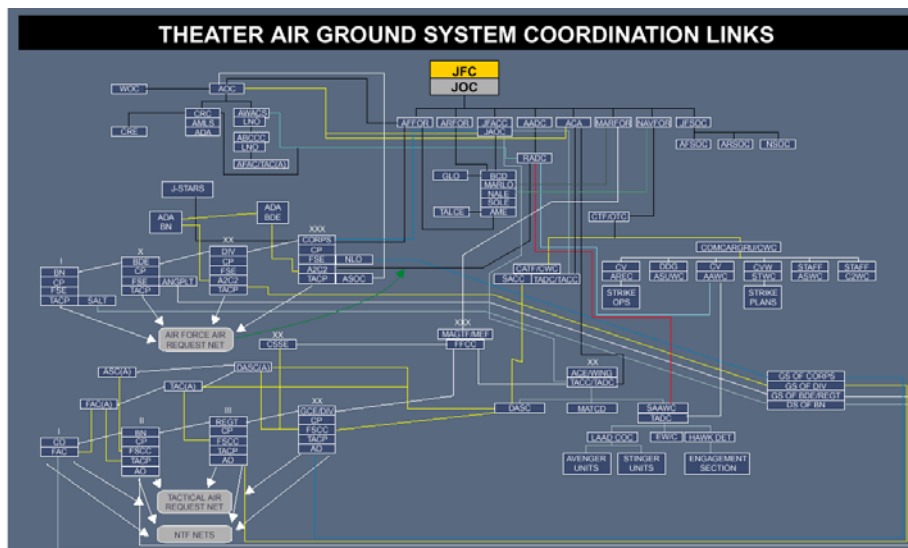 THEATER AIR GROUND SYSTEM COORDINATION LINKS
JFC
JOC
WOC
AOC
CRC
AMLS
ADA
CRE
AWACS
LNO
ABCCC
LNO
AFAC/TAC(A)
AFFOR
ARFOR
JFACC
JAOC
AADC
ACA
MARFOR
NAVFOR
JFSOC
AFSOC
ARSOC
NSOC
RADC
GLO
BCD
MARLO
NALE
SOLE
AME
TALCE
CTF/OTC
J-STARS
ADA
BN
ADA
BDE
I
BN
CP
FSE
TACP
SALT
X
BDE
CP
FSE
TACP
ANGPLT
XX
DIV
CP
FSE
A2C2
TACP
XXX
CORPS
CP
FSE
NLO
A2C2
TACP
ASOC
AIR FORCE AIR
REQUEST NET
COMCARGRU/CWC
CATF/CWC
SACC
TADC/TACC
CV
AREC
DDG
ASUWC
CV
AAWC
CVW
STWC
STAFF
ASWC
STAFF
C2WC
STRIKE
OPS
STRIKE
PLANS
XX
CSSE
XXX
MAGTF/MEF
FFCC
XX
ACE/WING
TACC/TADC
GS OF CORPS
GS OF DIV
GS OF BDE/REGT
DS OF BN
ASC(A)
DASC(A)
TAC(A)
FAC(A)
I
CO
FAC
II
BN
CP
FSCC
TACP
AO
III
REGT
CP
FSCC
TACP
AO
XX
GCE/DIV
CP
FSCC
TACP
AO
DASC
MATCD
SAAWC
TADC
LAAD COC
EW/C
HAWK DET
AVENGER
UNITS
STINGER
UNITS
ENGAGEMENT
SECTION
TACTICAL AIR
REQUEST NET
NTF NETS